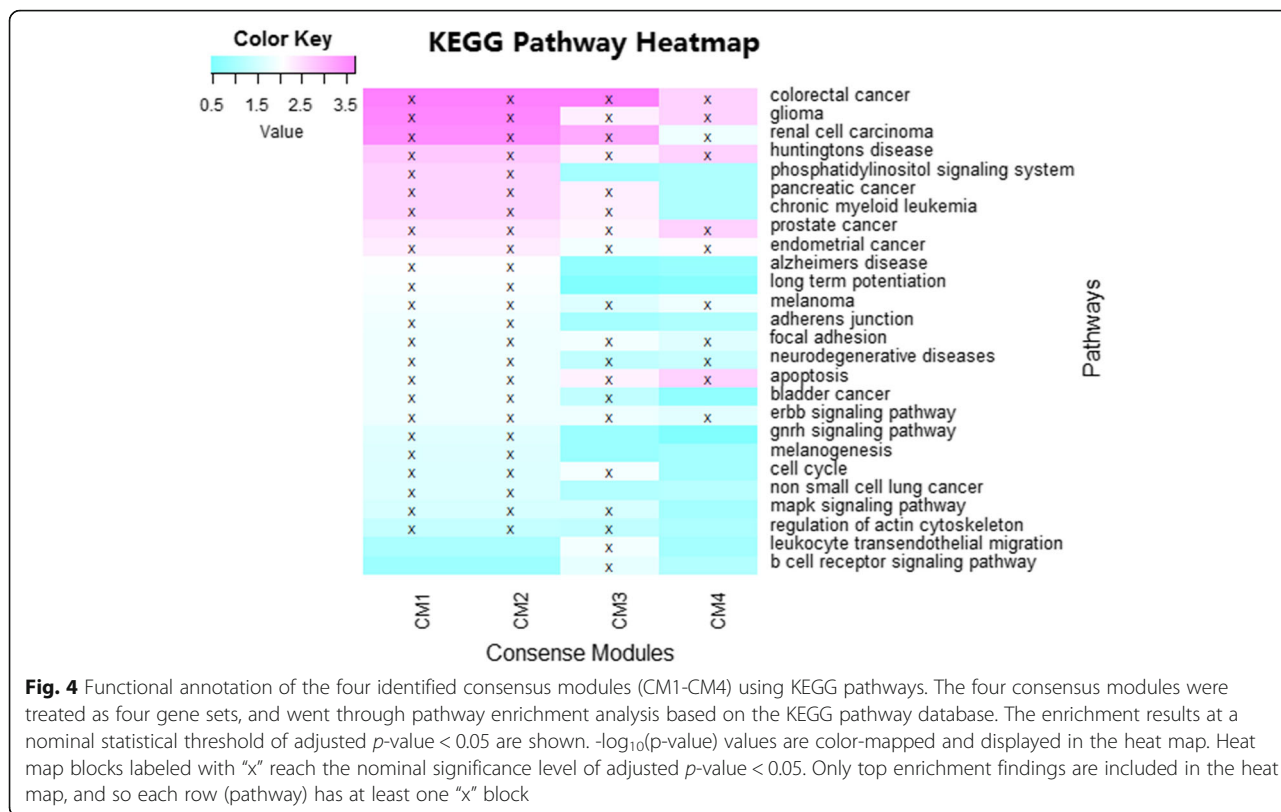 Color Key
KEGG Pathway Heatmap
0.5 1.5 2.5 3.5
Value
x x x x colorectal cancer
x x x x glioma
x x x x renal cell carcinoma
x x x x huntingtons disease
x x phosphatidylinositol signaling system
x x x pancreatic cancer
x x x chronic myeloid leukemia
x x x x prostate cancer
x x x x endometrial cancer
x x alzheimers disease
x x long term potentiation
x x x x melanoma
x x adherens junction
x x x x focal adhesion
x x x x neurodegenerative diseases
x x x x apoptosis
x x x bladder cancer
x x x x erbb signaling pathway
x x gnrh signaling pathway
x x melanogenesis
x x x cell cycle
x x non small cell lung cancer
x x x mapk signaling pathway
x x x regulation of actin cytoskeleton
x leukocyte transendothelial migration
x b cell receptor signaling pathway
Pathways
CM1 CM2 CM3 CM4
Consense Modules
Fig. 4 Functional annotation of the four identified consensus modules (CM1-CM4) using KEGG pathways. The four consensus modules were
treated as four gene sets, and went through pathway enrichment analysis based on the KEGG pathway database. The enrichment results at a
nominal statistical threshold of adjusted p-value < 0.05 are shown. -log10(p-value) values are color-mapped and displayed in the heat map. Heat
map blocks labeled with “x” reach the nominal significance level of adjusted p-value < 0.05. Only top enrichment findings are included in the heat
map, and so each row (pathway) has at least one “x” block